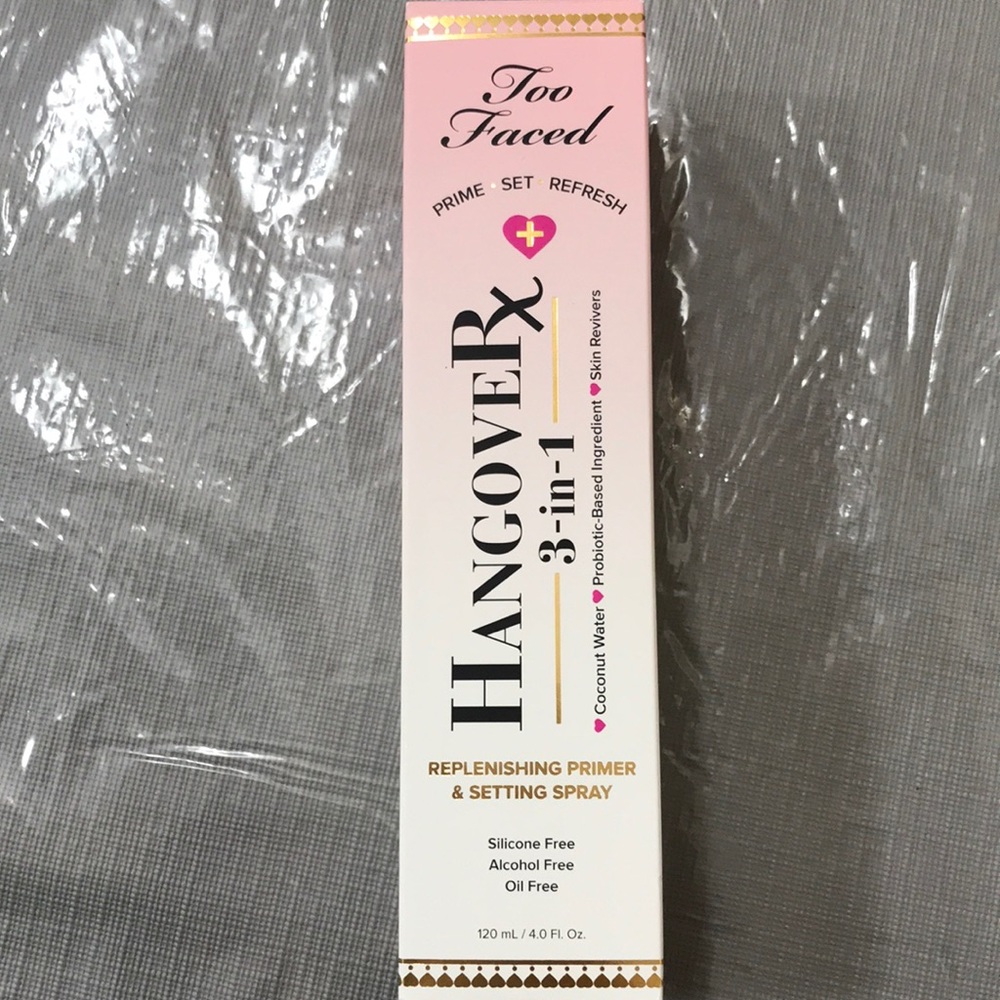 Too
Faced
PRIME · SET · REFRESH
HANGOVERx
3-in-1
Coconut Water Probiotic-Based Ingredient Skin Revivers
REPLENISHING PRIMER
& SETTING SPRAY
Silicone Free
Alcohol Free
Oil Free
120 mL / 4.0 Fl. Oz.